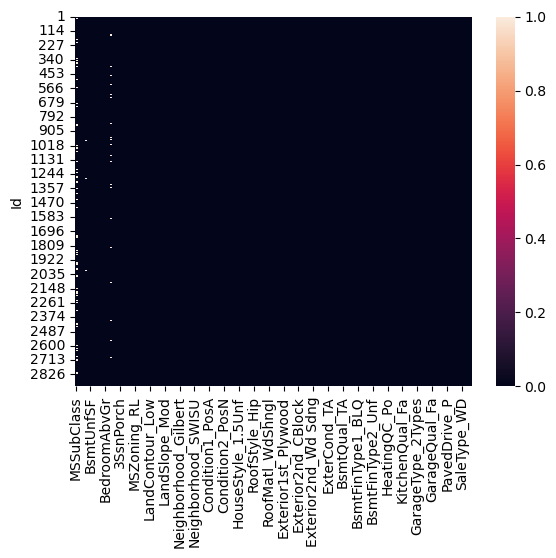 1
114
227
340
453
566
679
792
905
1018
1131
1244
1357
1470
1583
1696
1809
1922
2035
2148
2261
2374
2487
2600
2713
2826
Id
MSSubClass
BsmtUnfSF
BedroomAbvGr
3SsnPorch
MSZoning_RL
LandContour_Low
LandSlope_Mod
Neighborhood_Gilbert
Neighborhood_SWISU
Condition1_PosA
Condition2_PosN
HouseStyle_1.5Unf
RoofStyle_Hip
RoofMatl_WdShngl
Exterior1st_Plywood
Exterior2nd_CBlock
Exterior2nd_Wd Sdng
ExterCond_TA
BsmtQual_TA
BsmtFinType1_BLQ
BsmtFinType2_Unf
HeatingQC_Po
KitchenQual_Fa
GarageType_2Types
GarageQual_Fa
PavedDrive_P
SaleType_WD
1.0
0.8
0.6
0.4
0.2
0.0